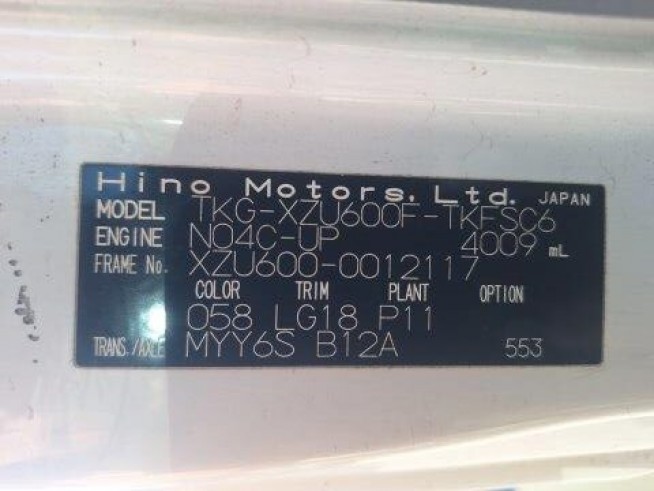 Hino Motors, Ltd. JAPAN
MODEL TKG-XZU600F-TKFSC6
ENGINE N04C-UP 4009 mL
FRAME No. XZU600-0012117
COLOR TRIM PLANT OPTION
058 LG18 P11
TRANS./AXLE MYY6S B12A 553